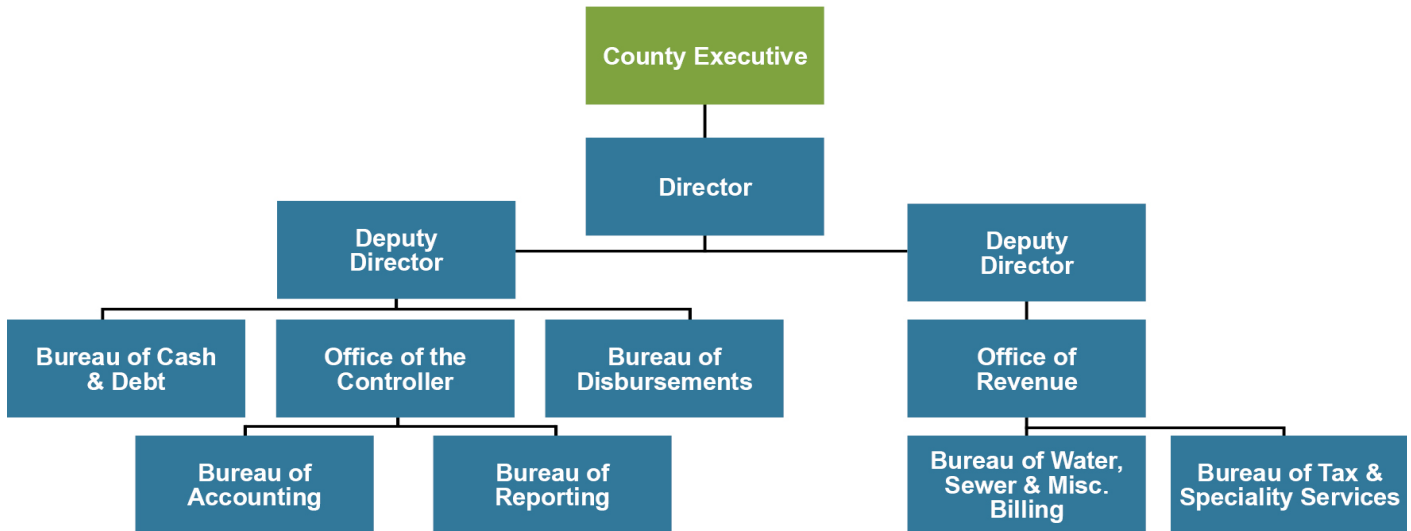 County Executive
Director
Deputy
Director
Deputy
Director
Bureau of Cash
& Debt
Office of the
Controller
Bureau of
Disbursements
Office of
Revenue
Bureau of
Accounting
Bureau of
Reporting
Bureau of Water,
Sewer & Misc.
Billing
Bureau of Tax &
Speciality Services